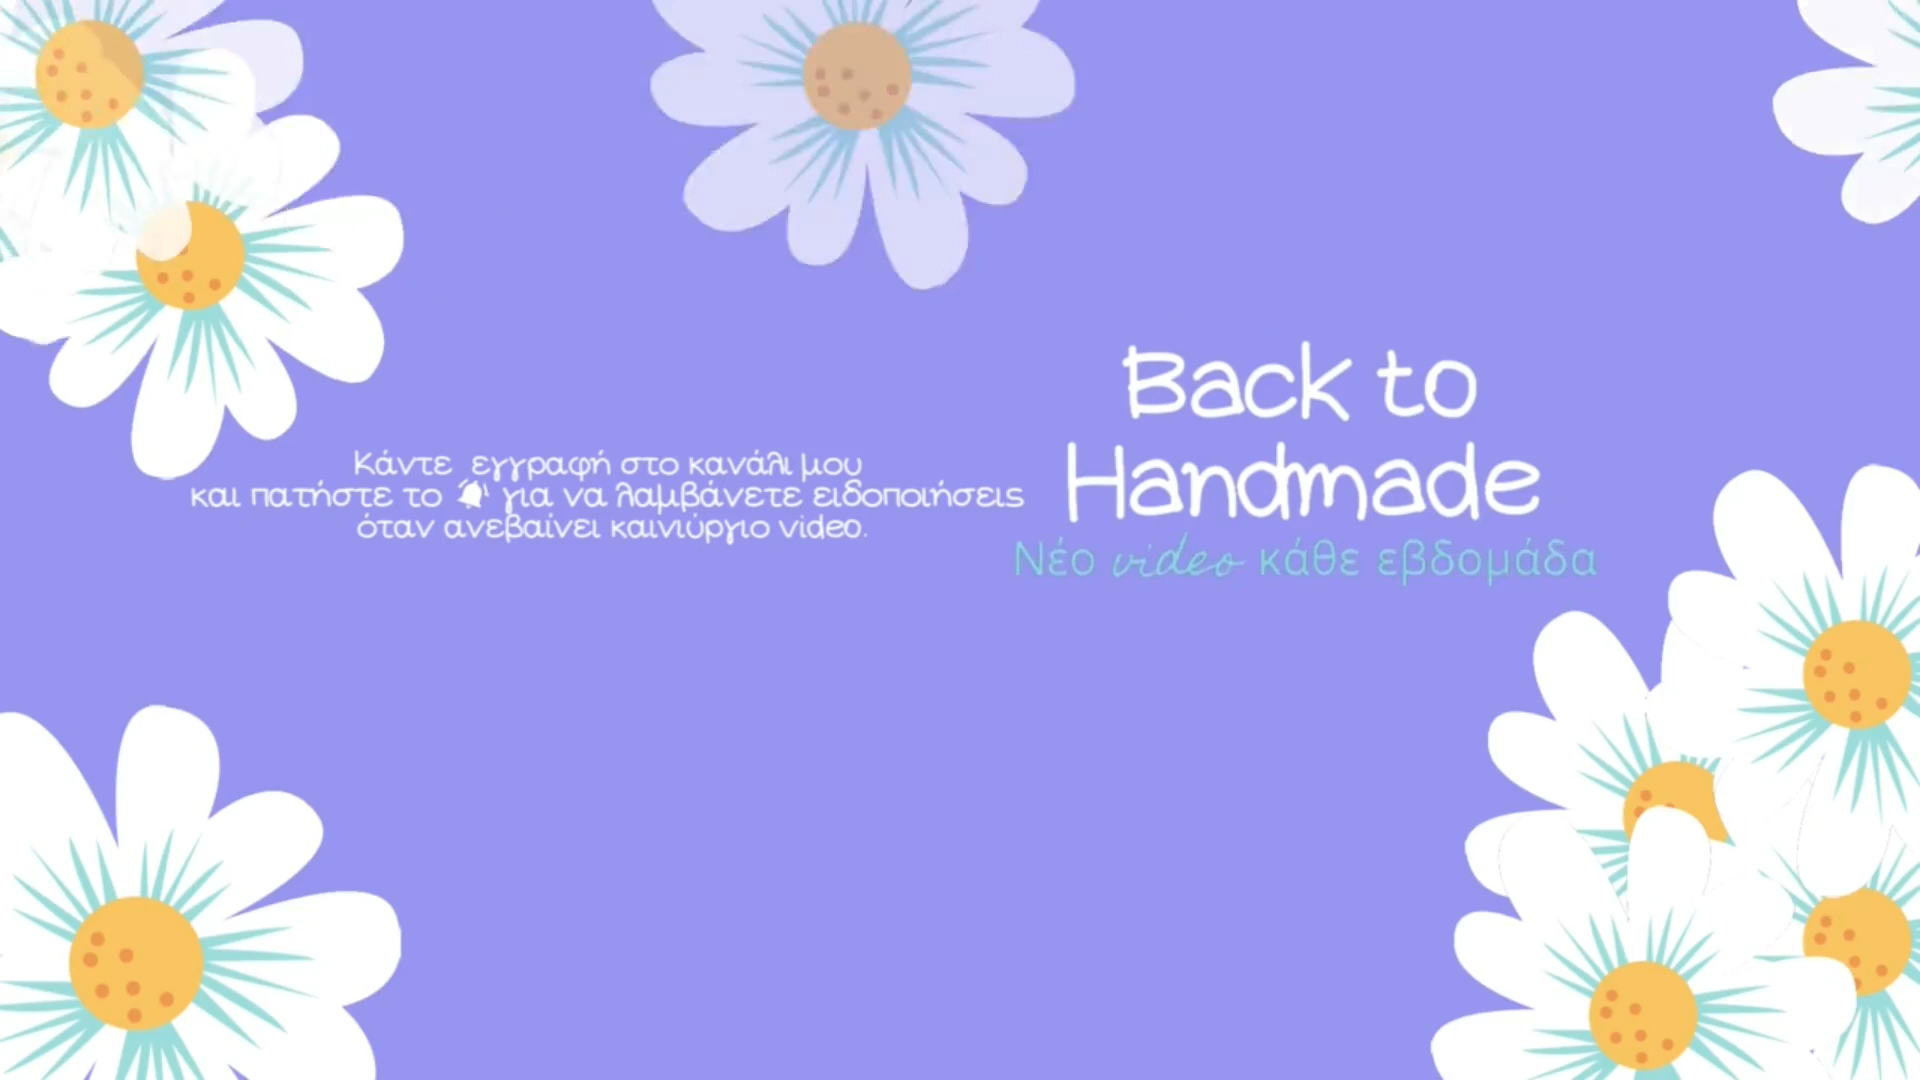 Κάντε εγγραφή στο κανάλι μου
και πατήστε το 🔔 για να λαμβάνετε ειδοποιήσεις
όταν ανεβαίνει καινιύργιο video.
Back to
Handmade
Νέο video κάθε εβδομάδα